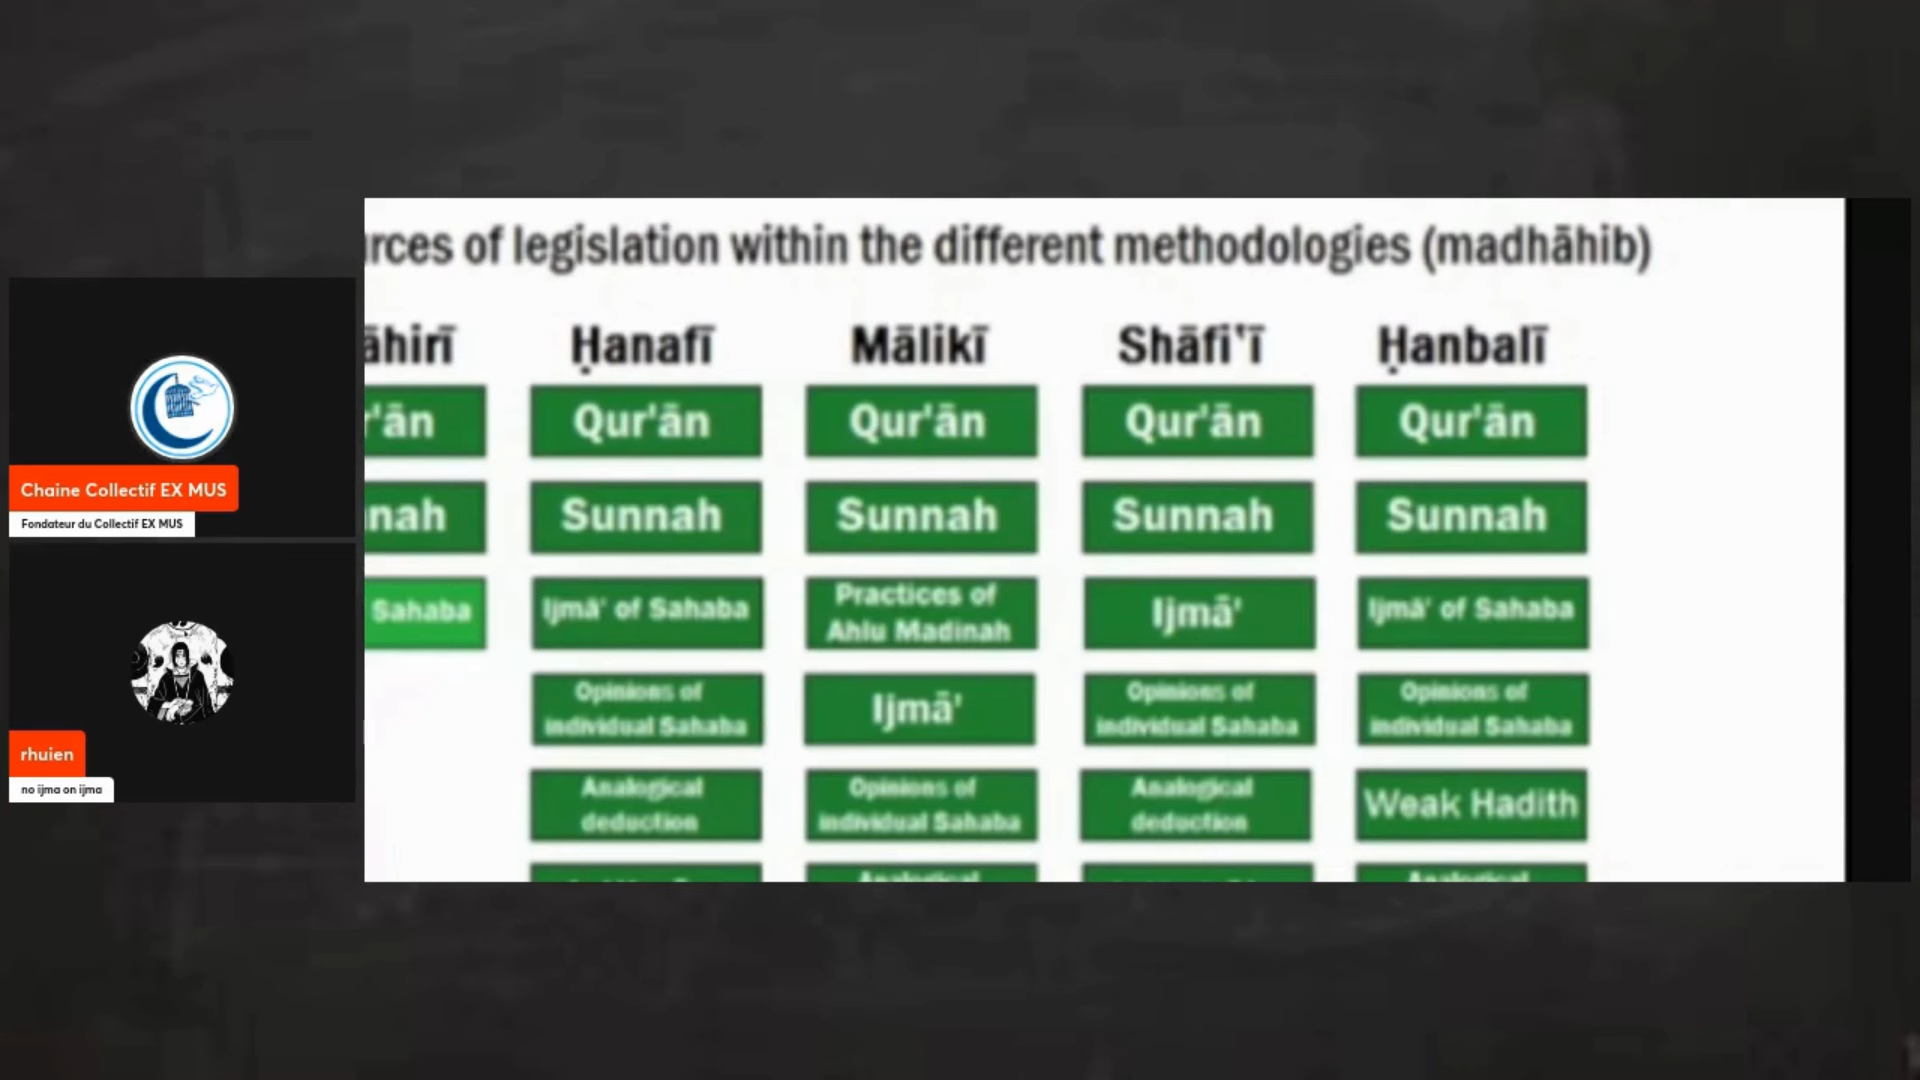 rces of legislation within the different methodologies (madhāhib)
āhirī
Ḥanafī
Mālikī
Shāfi'ī
Ḥanbalī
r'ān
Qur'ān
Qur'ān
Qur'ān
Qur'ān
nah
Sunnah
Sunnah
Sunnah
Sunnah
Sahaba
Ijmā' of Sahaba
Practices of
Ahlu Madinah
Ijmā'
Ijmā' of Sahaba
Opinions of
individual Sahaba
Ijmā'
Opinions of
individual Sahaba
Opinions of
individual Sahaba
Analogical
deduction
Opinions of
individual Sahaba
Analogical
deduction
Weak Hadith
Analogical
Analogical
Chaine Collectif EX MUS
Fondateur du Collectif EX MUS
rhuien
no ijma on ijma